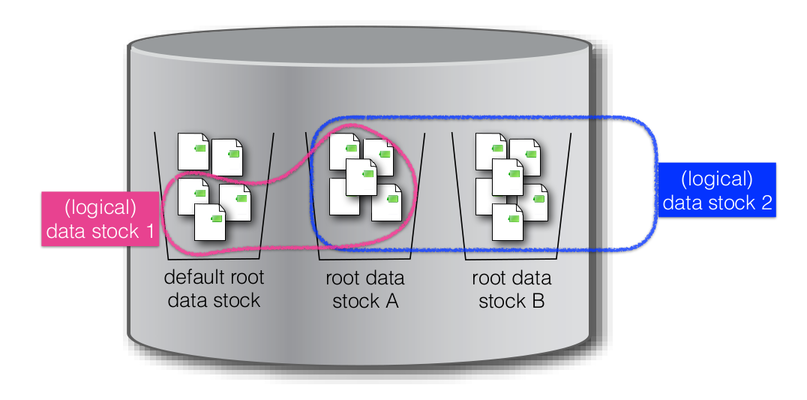 (logical)
data stock 1
(logical)
data stock 2
default root
data stock
root data
stock A
root data
stock B